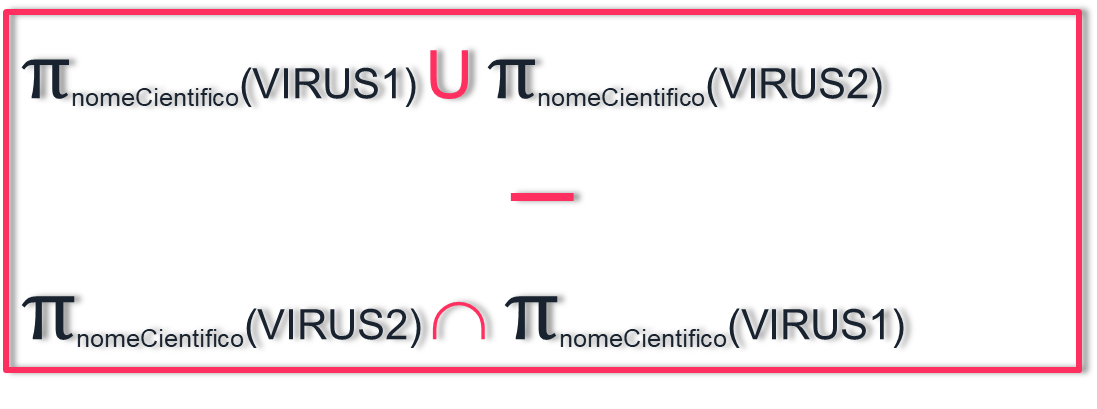 πnomeCientifico(VIRUS1) ∪ πnomeCientifico(VIRUS2)
—
πnomeCientifico(VIRUS2) ∩ πnomeCientifico(VIRUS1)